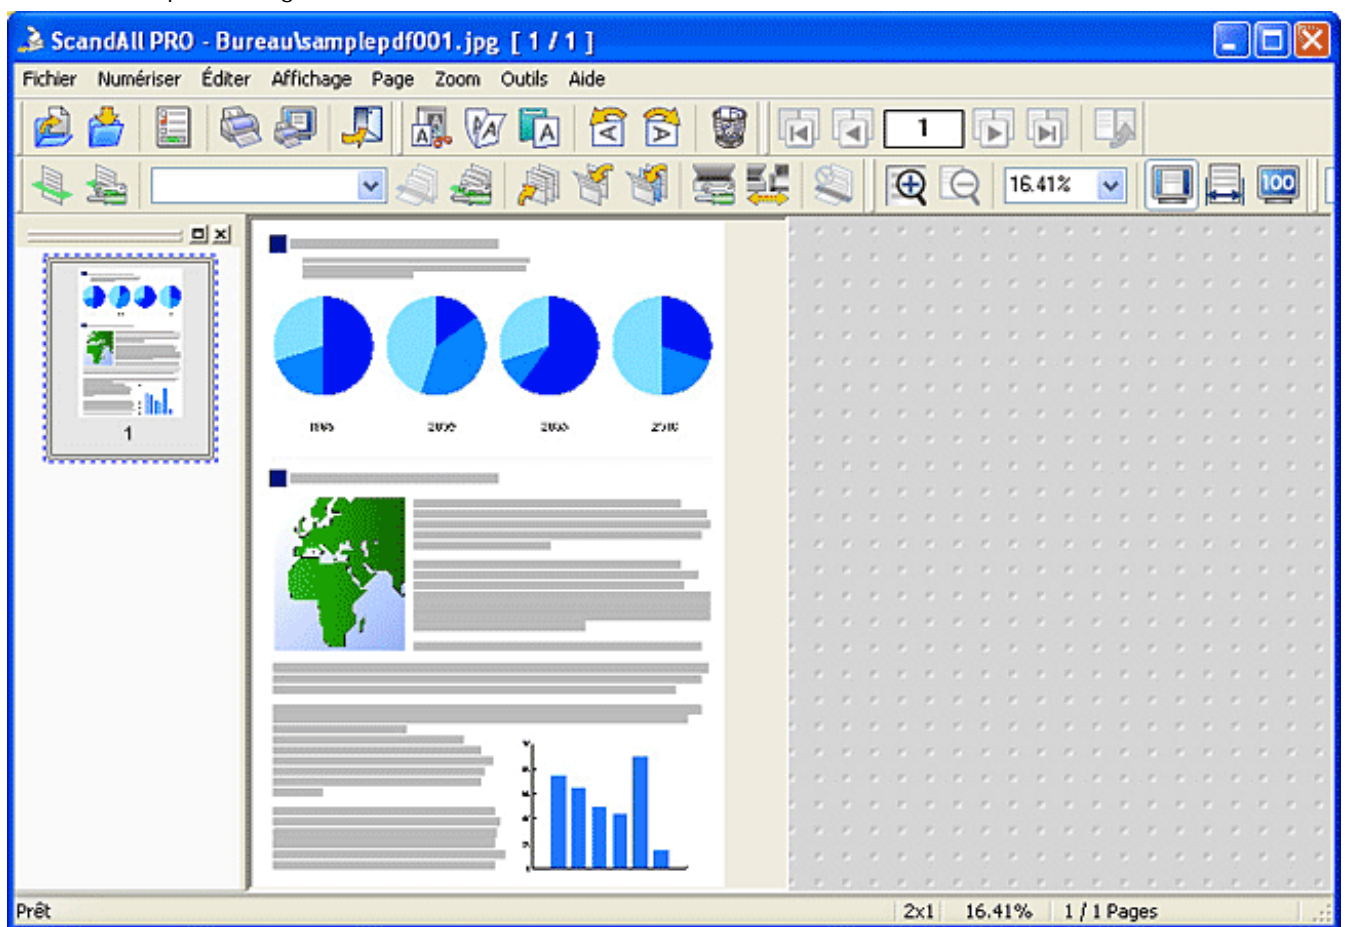 ScandAll PRO - Bureau\samplepdf001.jpg [ 1 / 1 ]
Fichier Numériser Éditer Affichage Page Zoom Outils Aide
1
16.41% 100
1
Prêt 2x1 16.41% 1 / 1 Pages